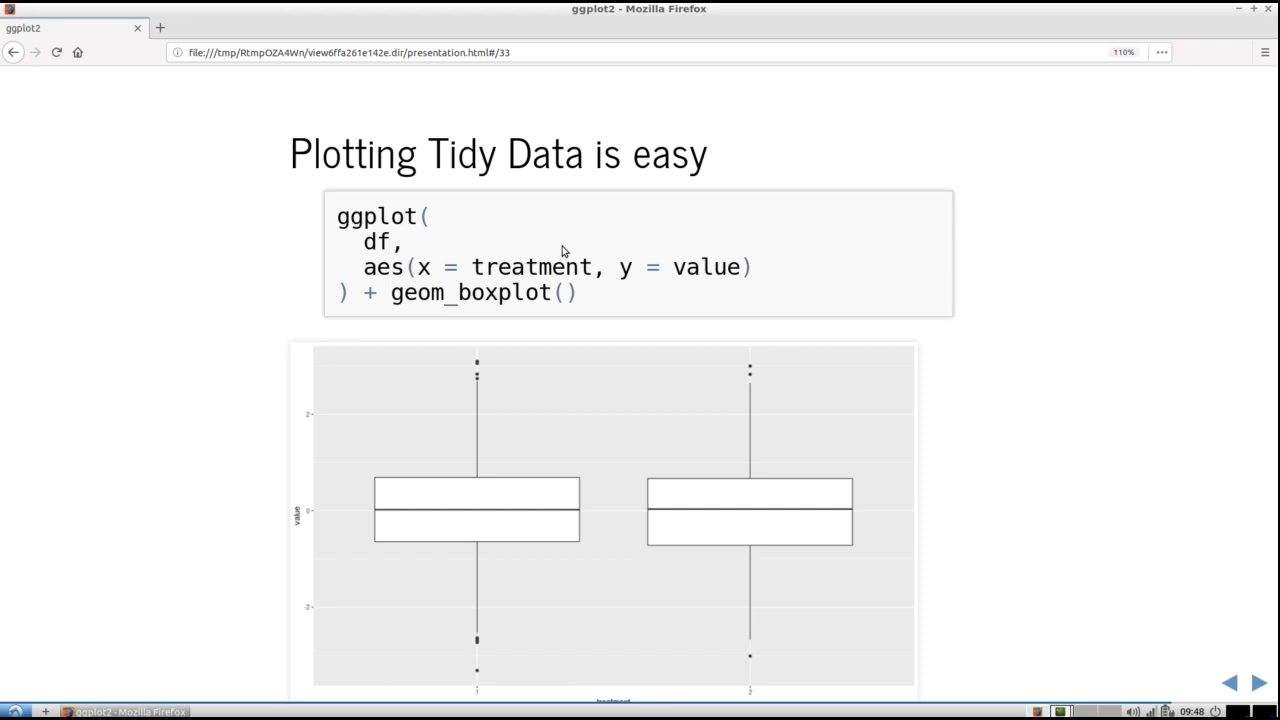 ggplot2 - Mozilla Firefox
ggplot2
file:///tmp/RtmpOZA4Wn/view6ffa261e142e.dir/presentation.html#/33
110%
Plotting Tidy Data is easy
ggplot(
  df,
  aes(x = treatment, y = value)
) + geom_boxplot()
2
0
-2
value
1
2
ggplot2 - Mozilla Firefox
09:48